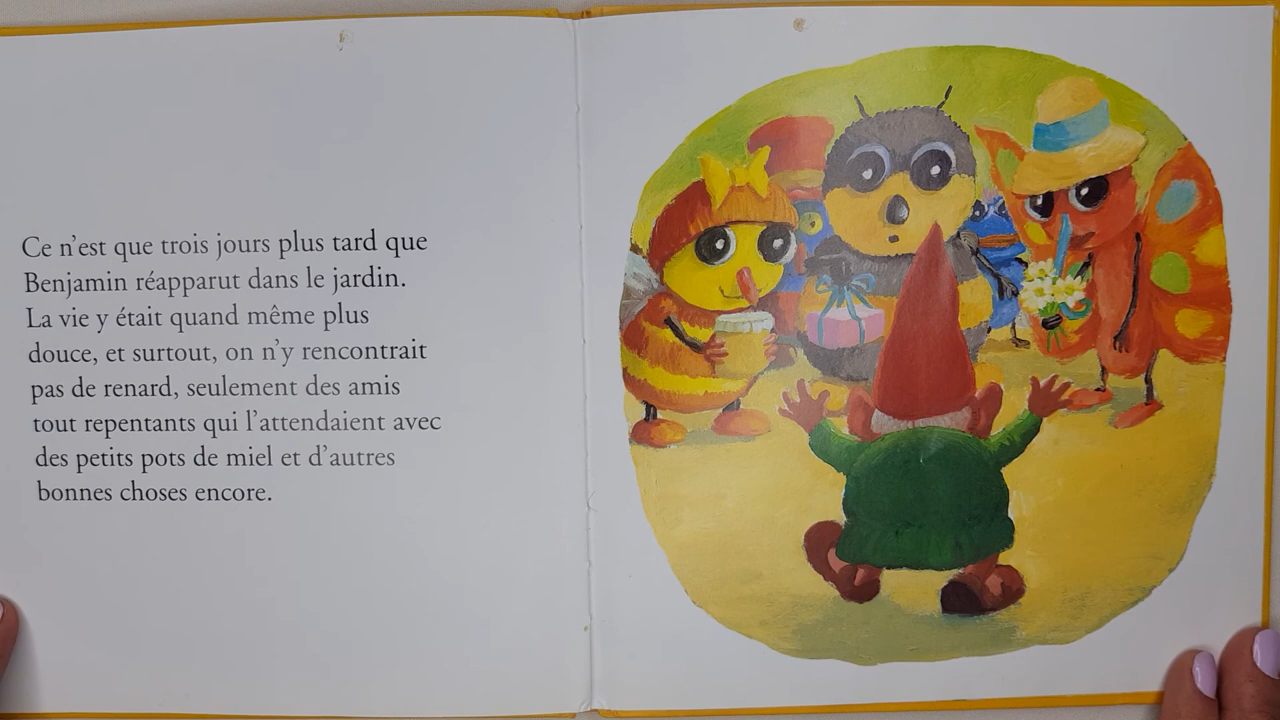 Ce n’est que trois jours plus tard que
Benjamin réapparut dans le jardin.
La vie y était quand même plus
douce, et surtout, on n’y rencontrait
pas de renard, seulement des amis
tout repentants qui l’attendaient avec
des petits pots de miel et d’autres
bonnes choses encore.